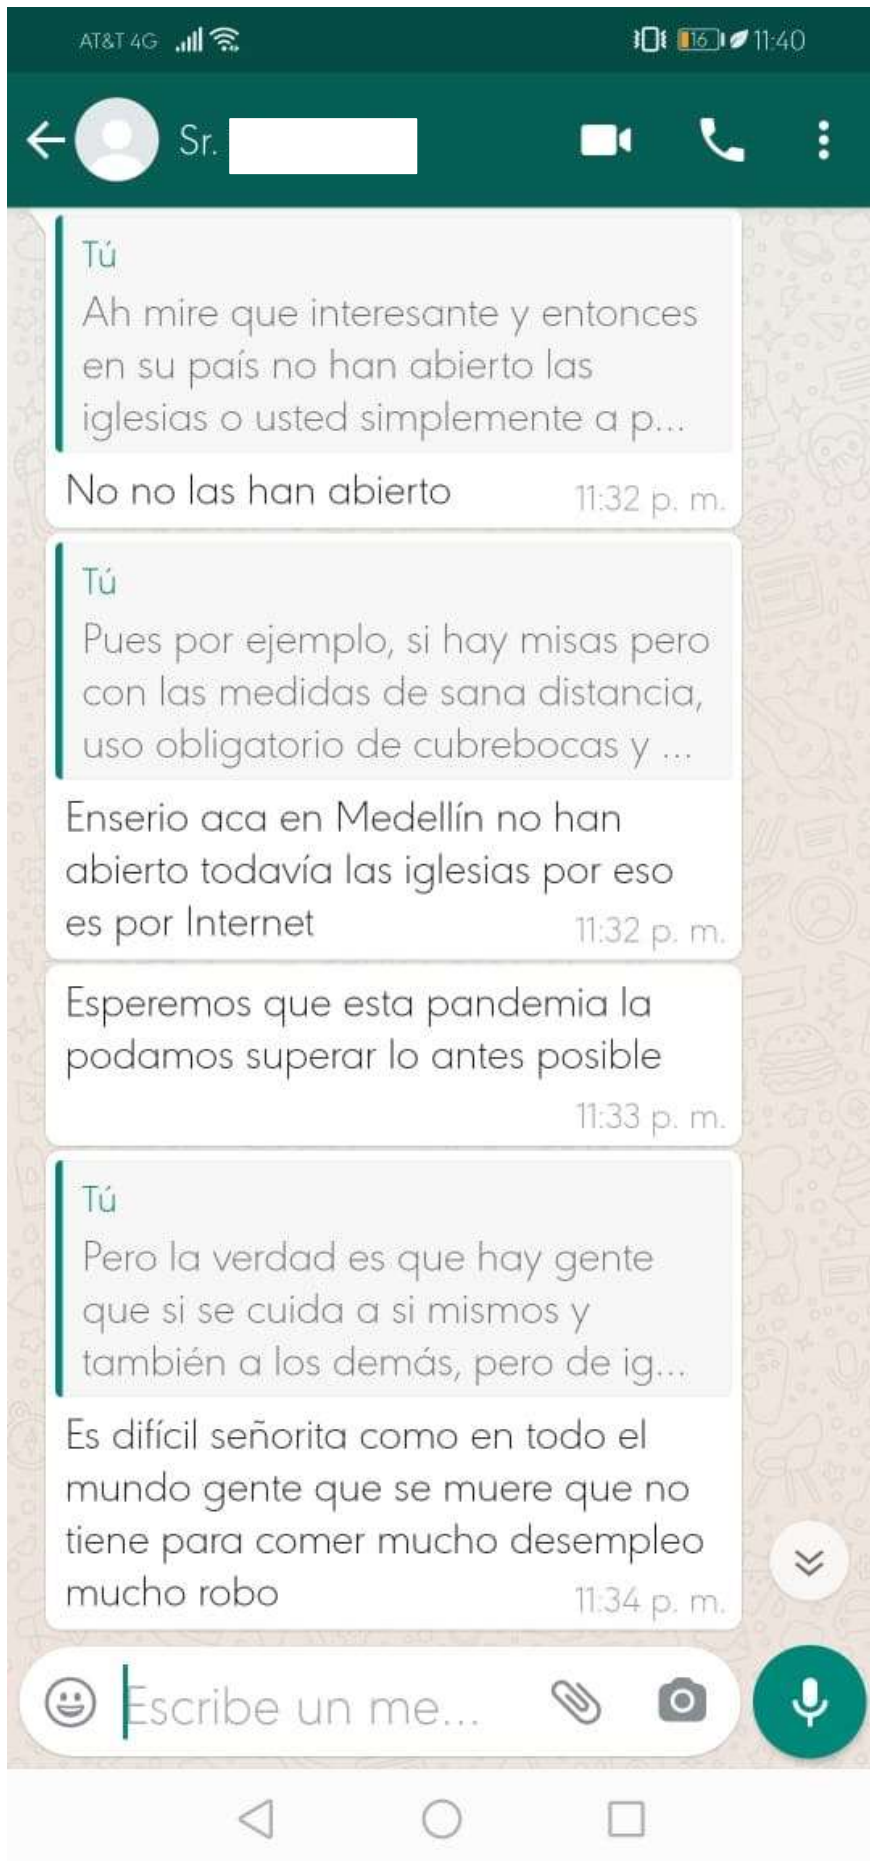 AT&T 4G 16 11:40
Sr.
Tú
Ah mire que interesante y entonces
en su país no han abierto las
iglesias o usted simplemente a p...
No no las han abierto 11:32 p. m.
Tú
Pues por ejemplo, si hay misas pero
con las medidas de sana distancia,
uso obligatorio de cubrebocas y ...
Enserio aca en Medellín no han
abierto todavía las iglesias por eso
es por Internet 11:32 p. m.
Esperemos que esta pandemia la
podamos superar lo antes posible
11:33 p. m.
Tú
Pero la verdad es que hay gente
que si se cuida a si mismos y
también a los demás, pero de ig...
Es difícil señorita como en todo el
mundo gente que se muere que no
tiene para comer mucho desempleo
mucho robo 11:34 p. m.
Escribe un me...